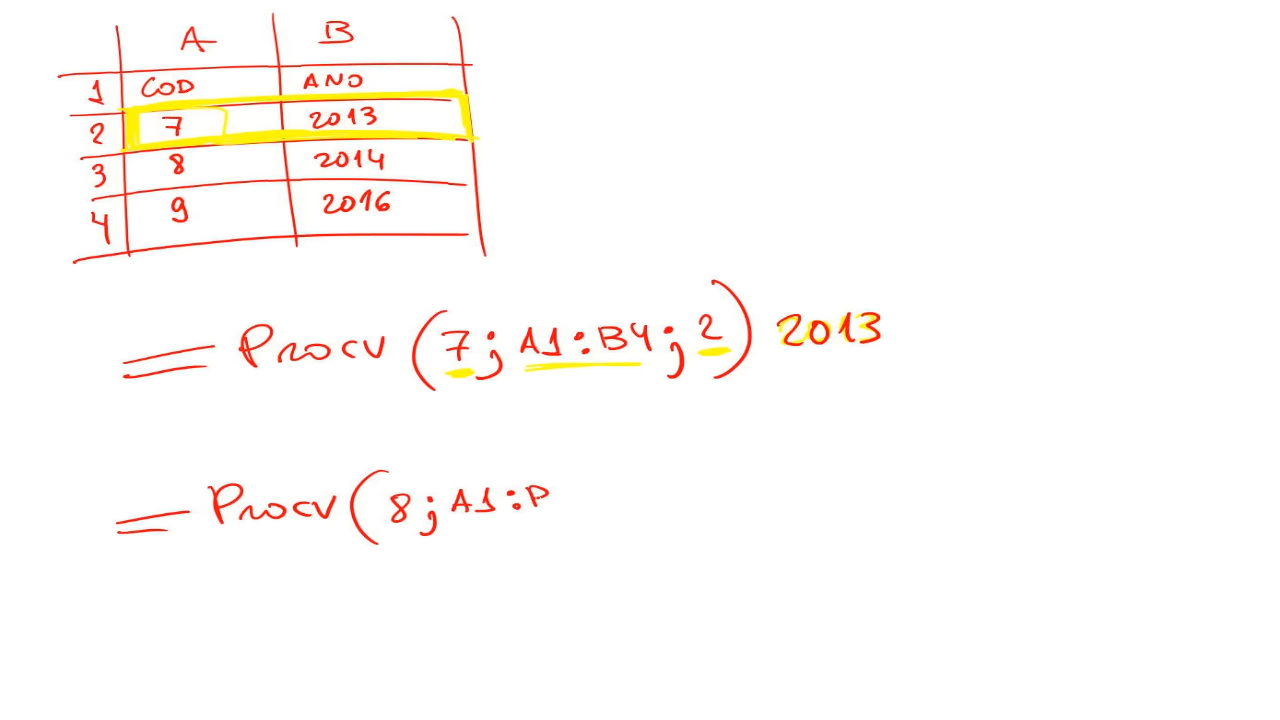 A B
1 COD ANO
2 7 2013
3 8 2014
4 9 2016
= PROCV (7; A1:B4; 2) 2013
= PROCV (8; A1:P